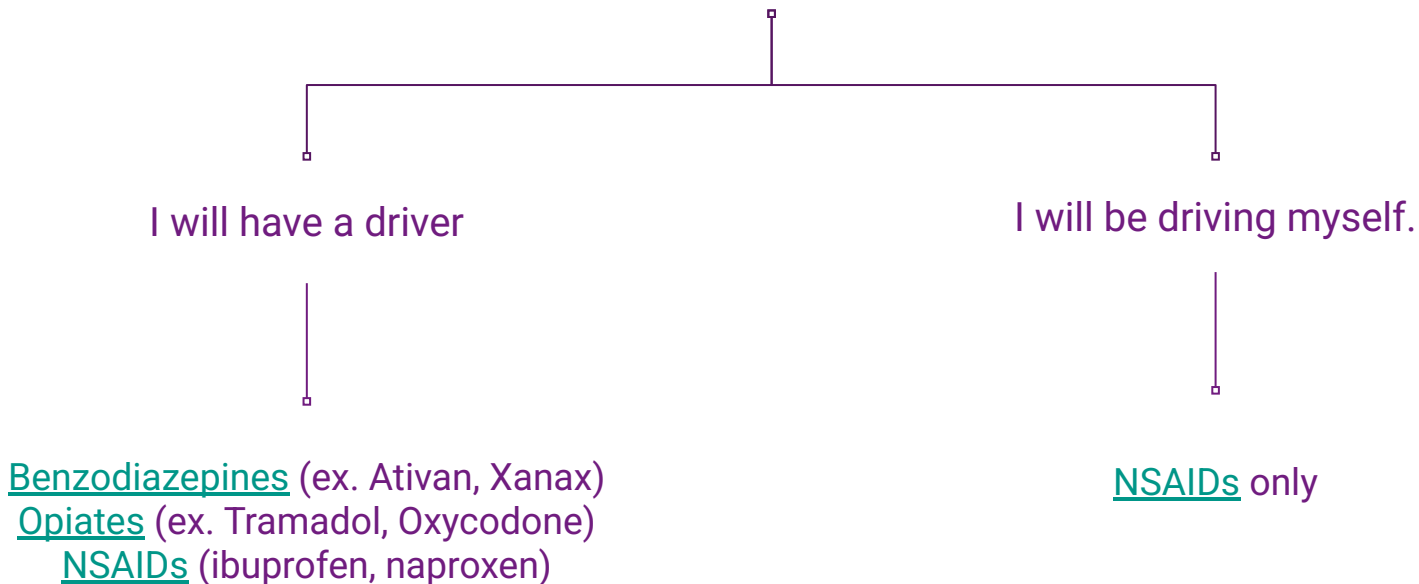 I will have a driver
I will be driving myself.
Benzodiazepines (ex. Ativan, Xanax)
Opiates (ex. Tramadol, Oxycodone)
NSAIDs (ibuprofen, naproxen)
NSAIDs only